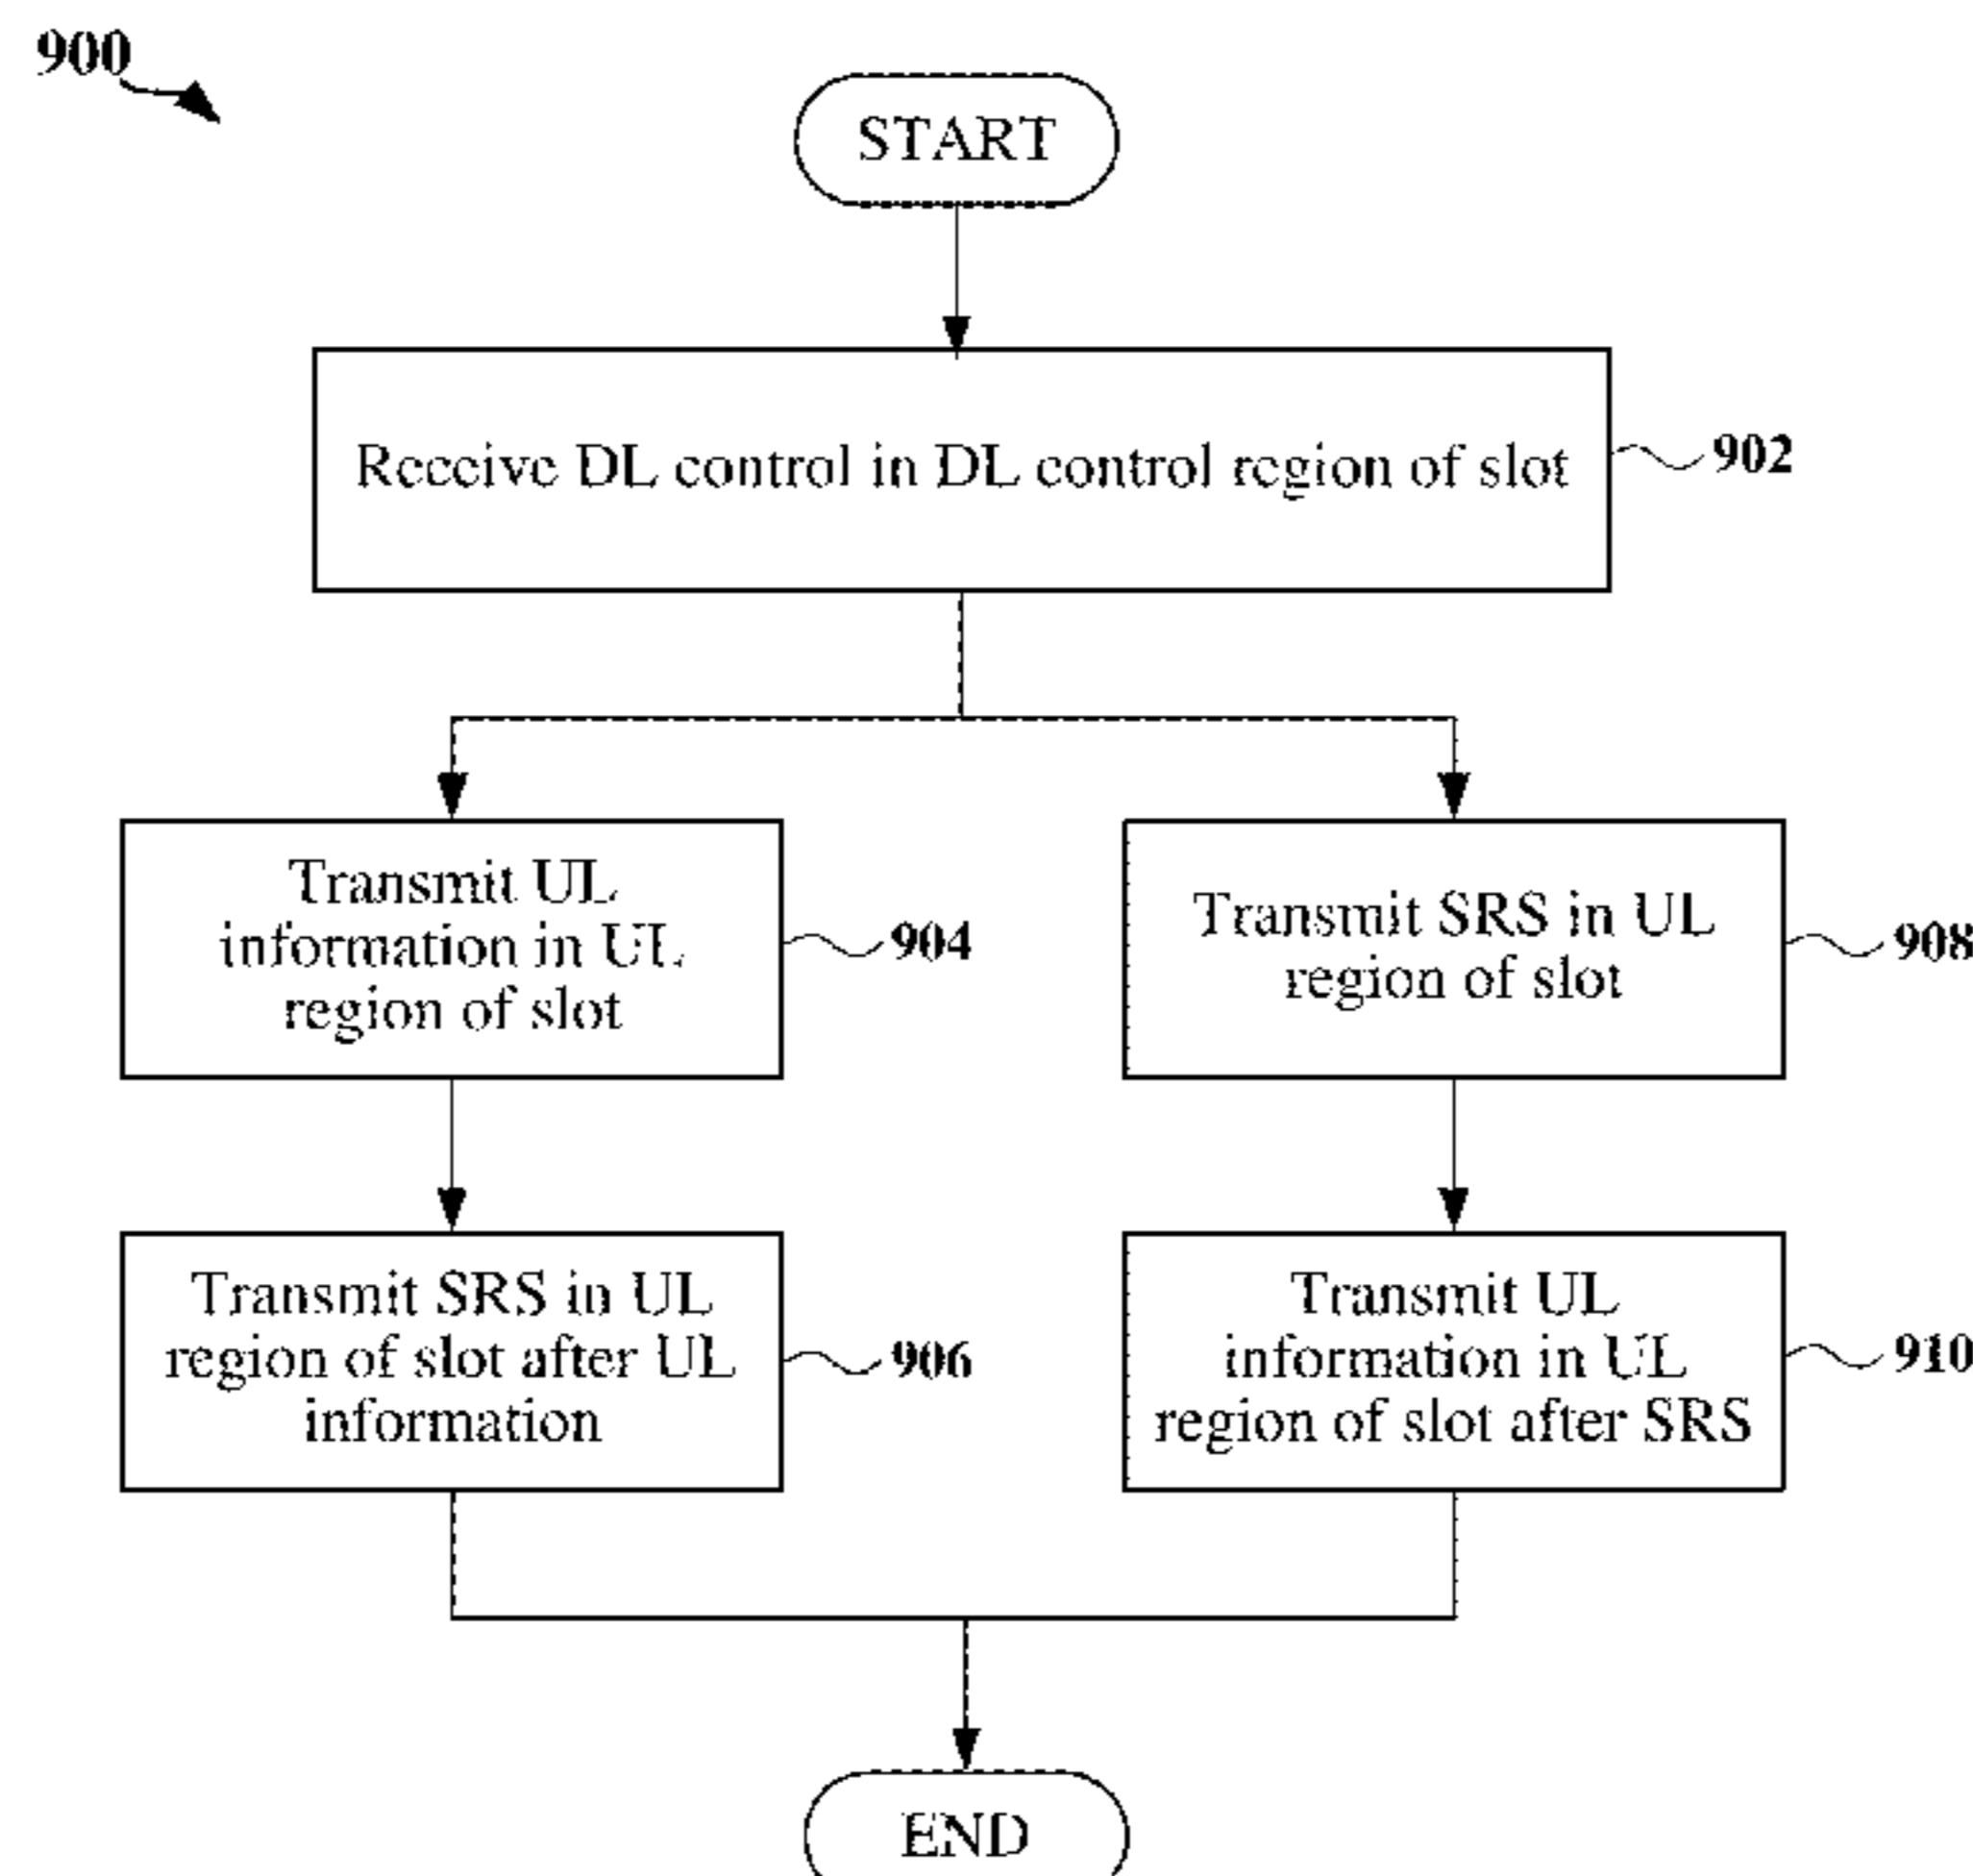 900
START
Receive DL control in DL control region of slot
902
Transmit UL
information in UL
region of slot
904
Transmit SRS in UL
region of slot
908
Transmit SRS in UL
region of slot after UL
information
906
Transmit UL
information in UL
region of slot after SRS
910
END